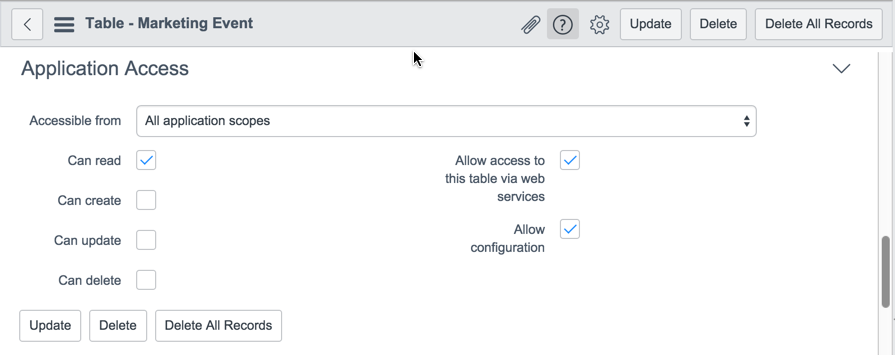 Table - Marketing Event
Update
Delete
Delete All Records
Application Access
Accessible from
All application scopes
Can read
Allow access to
this table via web
services
Can create
Can update
Allow
configuration
Can delete
Update
Delete
Delete All Records